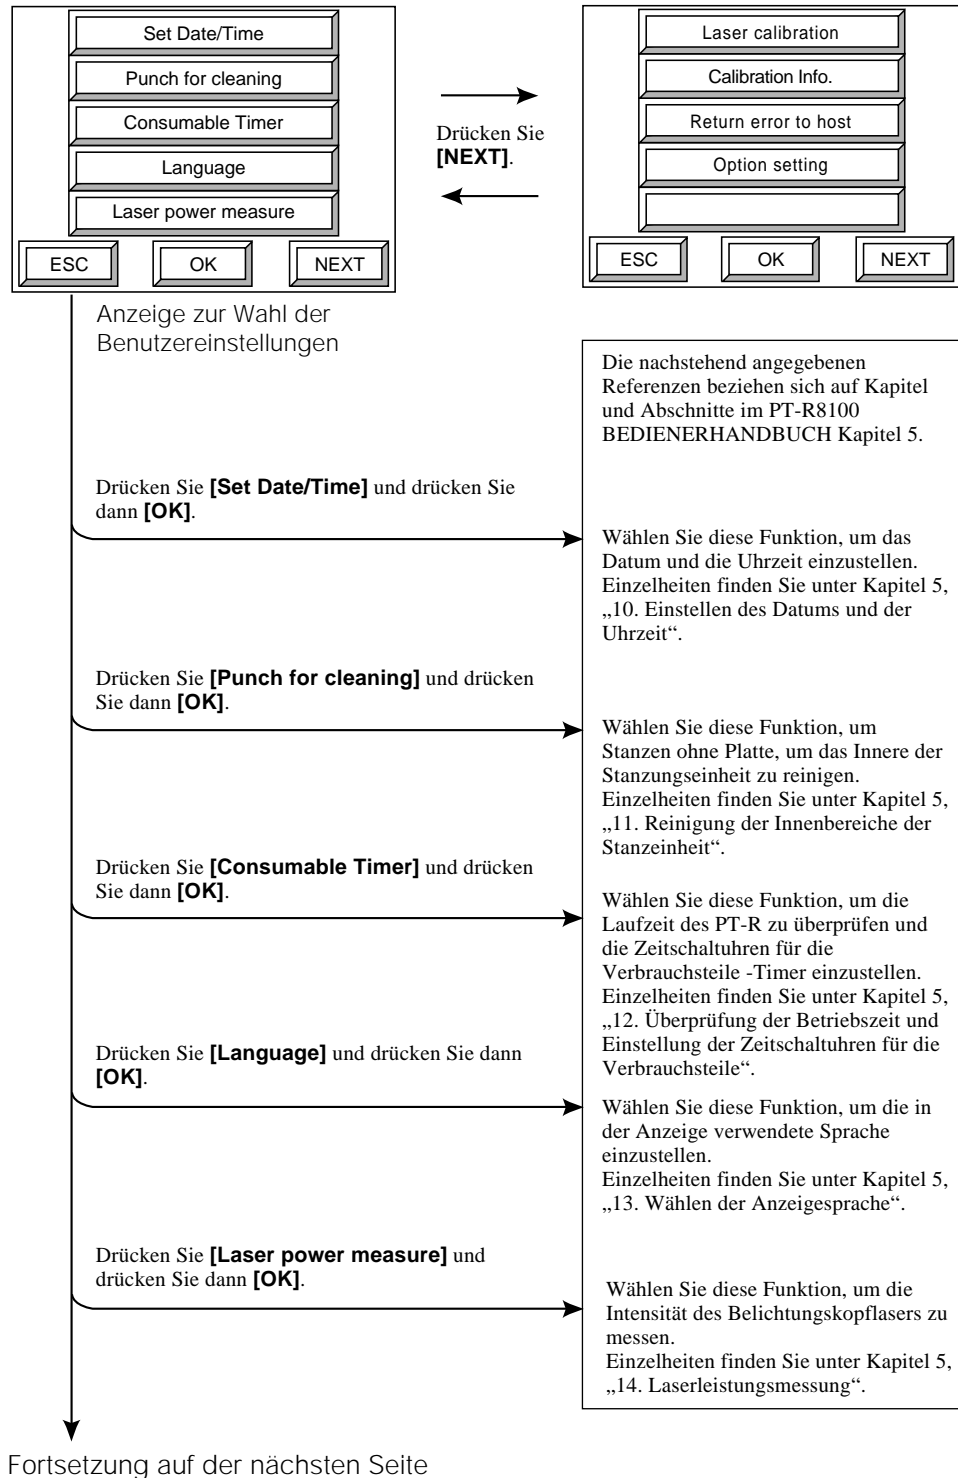 Set Date/Time
Punch for cleaning
Consumable Timer
Language
Laser power measure
ESC
OK
NEXT
Drücken Sie
[NEXT].
Laser calibration
Calibration Info.
Return error to host
Option setting
ESC
OK
NEXT
Anzeige zur Wahl der
Benutzereinstellungen
Die nachstehend angegebenen
Referenzen beziehen sich auf Kapitel
und Abschnitte im PT-R8100
BEDIENERHANDBUCH Kapitel 5.
Drücken Sie [Set Date/Time] und drücken Sie
dann [OK].
Wählen Sie diese Funktion, um das
Datum und die Uhrzeit einzustellen.
Einzelheiten finden Sie unter Kapitel 5,
„10. Einstellen des Datums und der
Uhrzeit“.
Drücken Sie [Punch for cleaning] und drücken
Sie dann [OK].
Wählen Sie diese Funktion, um
Stanzen ohne Platte, um das Innere der
Stanzungseinheit zu reinigen.
Einzelheiten finden Sie unter Kapitel 5,
„11. Reinigung der Innenbereiche der
Stanzeinheit“.
Drücken Sie [Consumable Timer] und drücken
Sie dann [OK].
Wählen Sie diese Funktion, um die
Laufzeit des PT-R zu überprüfen und
die Zeitschaltuhren für die
Verbrauchsteile -Timer einzustellen.
Einzelheiten finden Sie unter Kapitel 5,
„12. Überprüfung der Betriebszeit und
Einstellung der Zeitschaltuhren für die
Verbrauchsteile“.
Drücken Sie [Language] und drücken Sie dann
[OK].
Wählen Sie diese Funktion, um die in
der Anzeige verwendete Sprache
einzustellen.
Einzelheiten finden Sie unter Kapitel 5,
„13. Wählen der Anzeigesprache“.
Drücken Sie [Laser power measure] und
drücken Sie dann [OK].
Wählen Sie diese Funktion, um die
Intensität des Belichtungskopflasers zu
messen.
Einzelheiten finden Sie unter Kapitel 5,
„14. Laserleistungsmessung“.
Fortsetzung auf der nächsten Seite